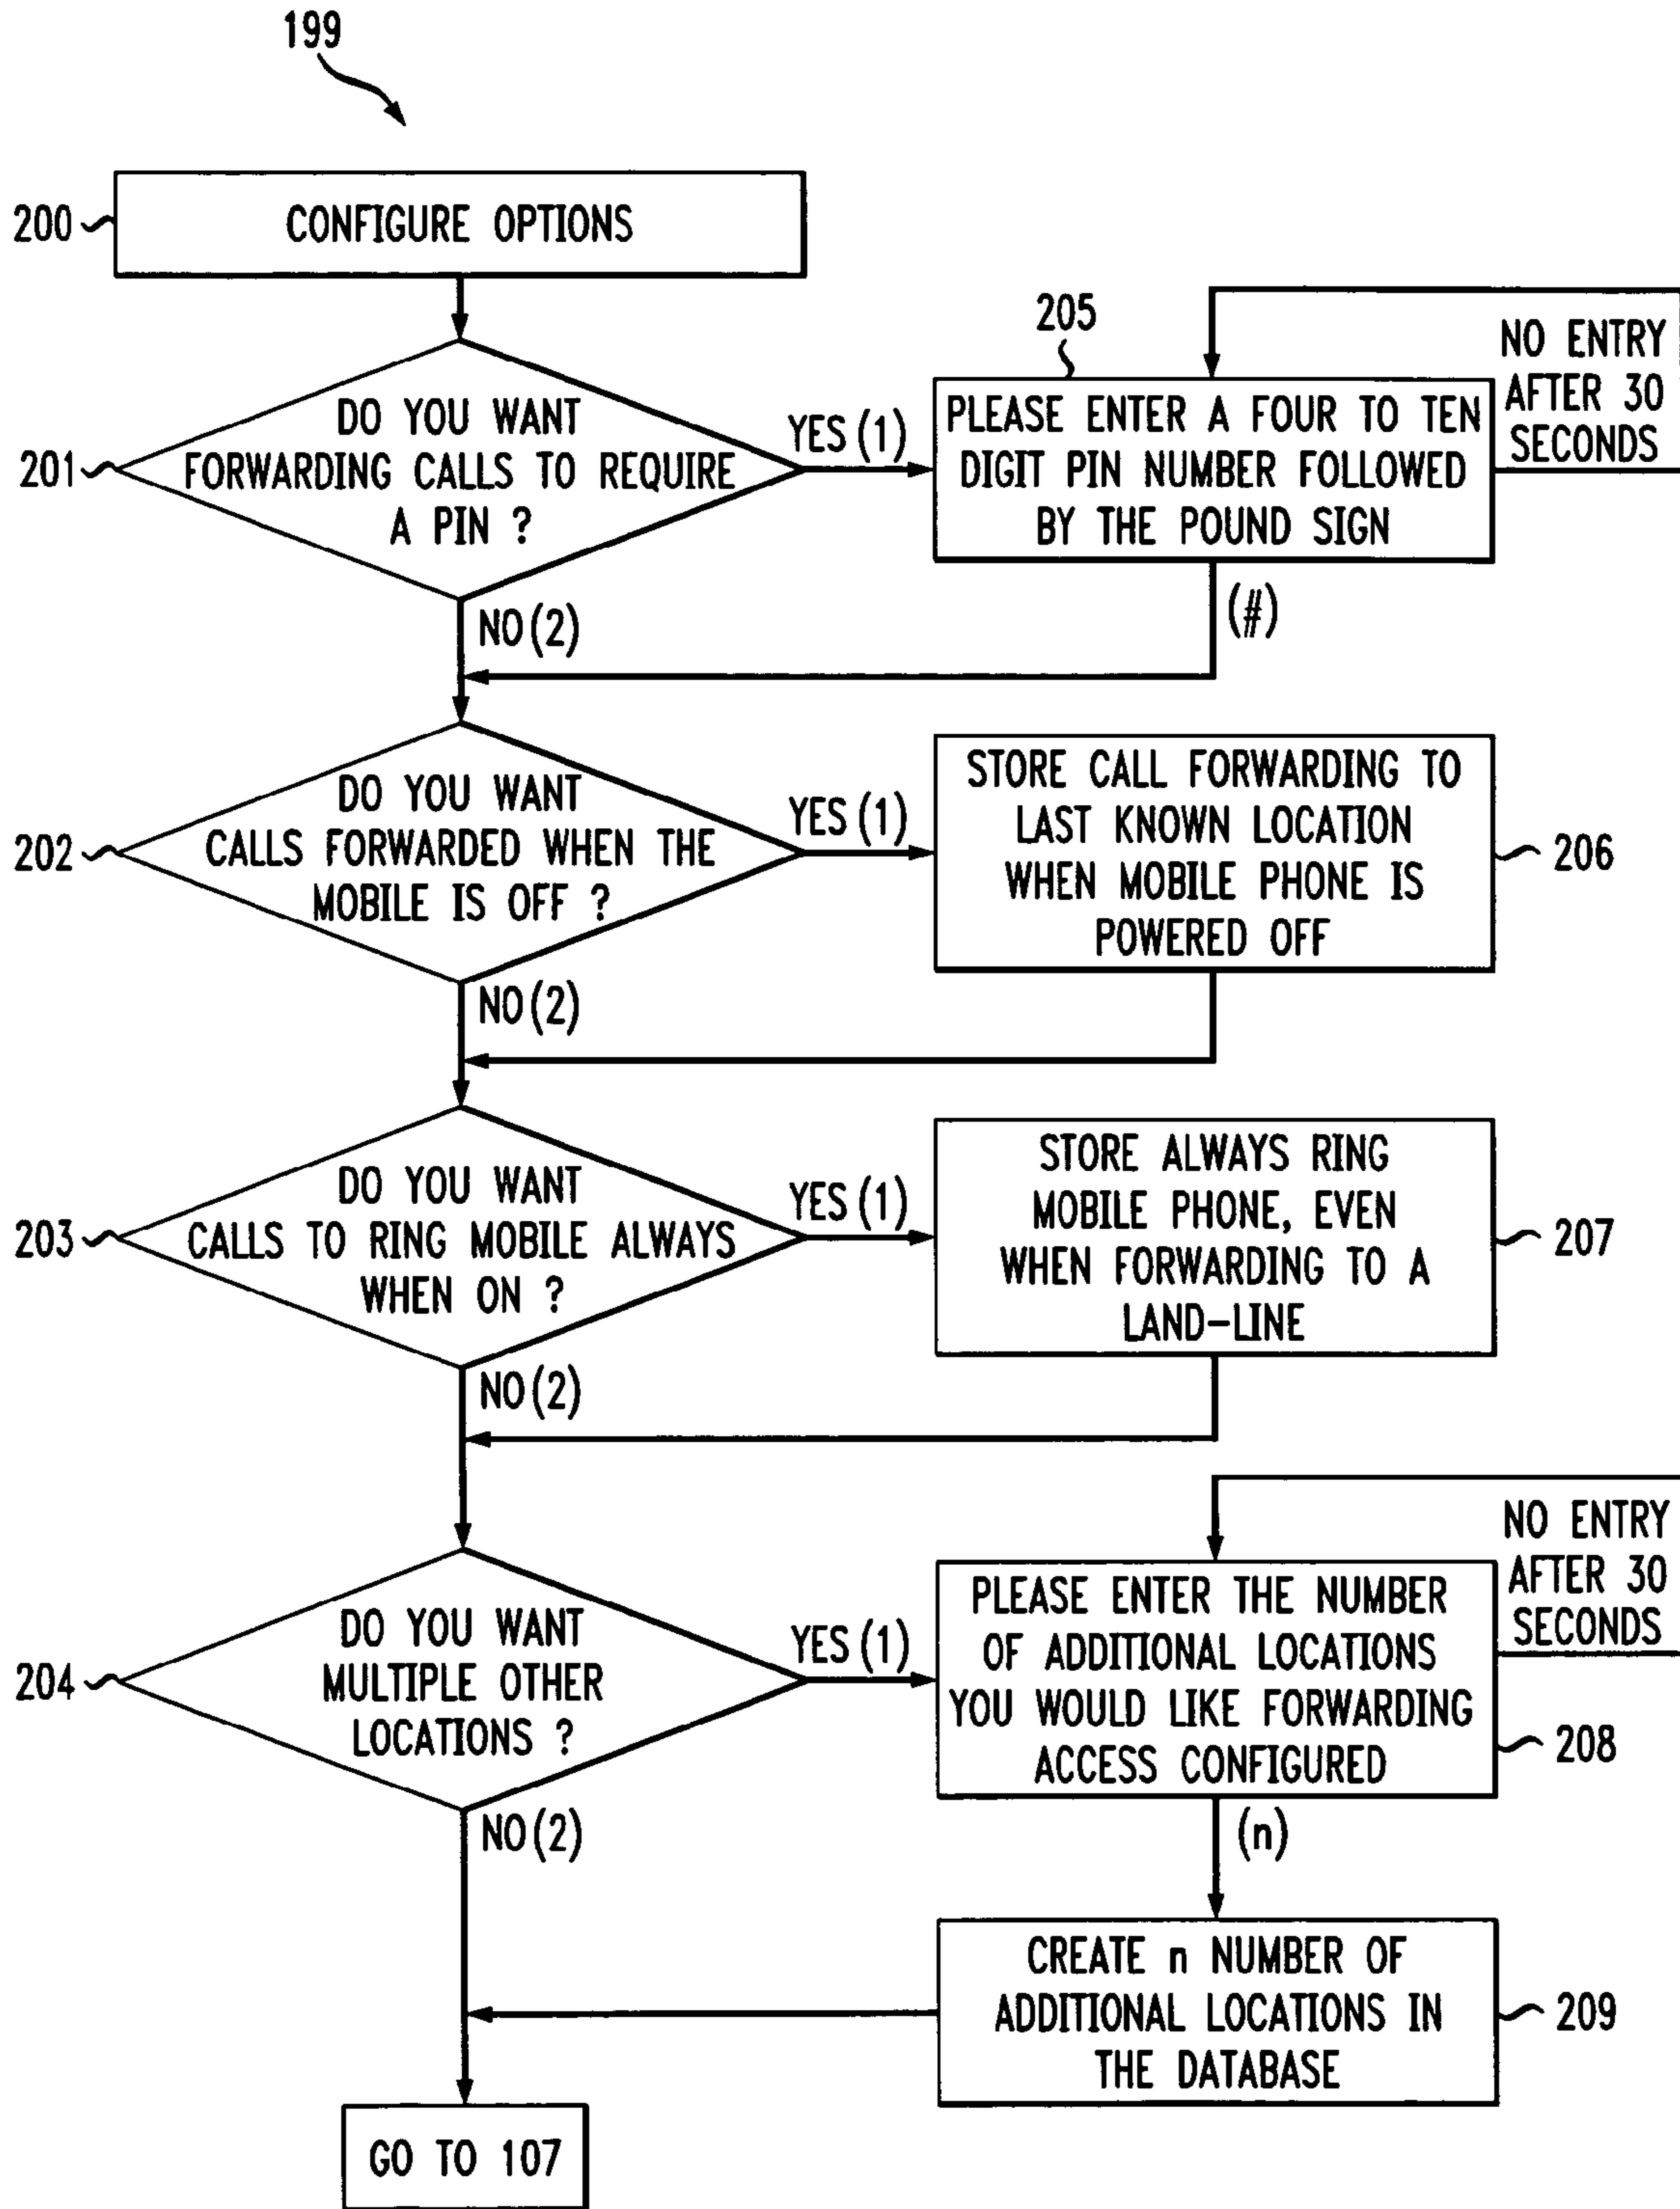 199
200
CONFIGURE OPTIONS
205
NO ENTRY
AFTER 30
SECONDS
201
DO YOU WANT
FORWARDING CALLS TO REQUIRE
A PIN ?
YES (1)
PLEASE ENTER A FOUR TO TEN
DIGIT PIN NUMBER FOLLOWED
BY THE POUND SIGN
NO (2)
(#)
202
DO YOU WANT
CALLS FORWARDED WHEN THE
MOBILE IS OFF ?
YES (1)
STORE CALL FORWARDING TO
LAST KNOWN LOCATION
WHEN MOBILE PHONE IS
POWERED OFF
206
NO (2)
203
DO YOU WANT
CALLS TO RING MOBILE ALWAYS
WHEN ON ?
YES (1)
STORE ALWAYS RING
MOBILE PHONE, EVEN
WHEN FORWARDING TO A
LAND-LINE
207
NO (2)
NO ENTRY
AFTER 30
SECONDS
204
DO YOU WANT
MULTIPLE OTHER
LOCATIONS ?
YES (1)
PLEASE ENTER THE NUMBER
OF ADDITIONAL LOCATIONS
YOU WOULD LIKE FORWARDING
ACCESS CONFIGURED
208
NO (2)
(n)
CREATE n NUMBER OF
ADDITIONAL LOCATIONS IN
THE DATABASE
209
GO TO 107